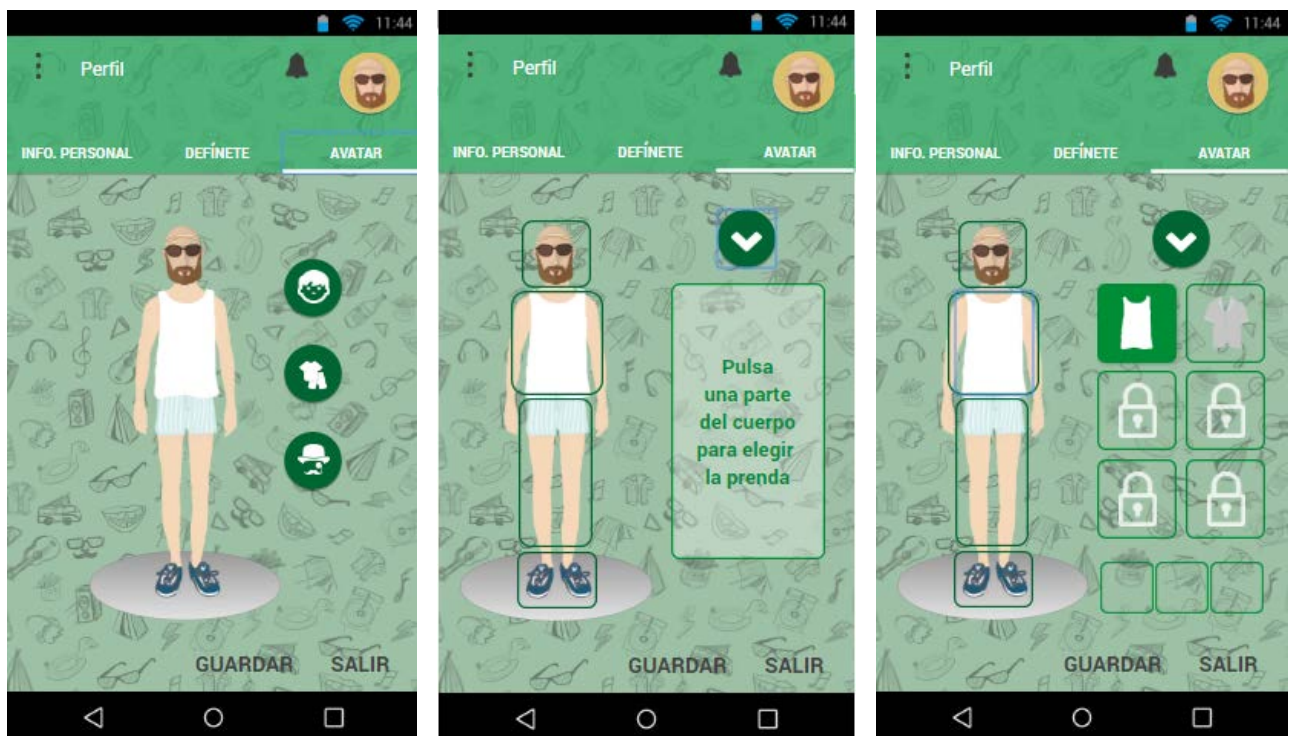 11:44
Perfil
INFO. PERSONAL DEFÍNETE AVATAR
GUARDAR SALIR
11:44
Perfil
INFO. PERSONAL DEFÍNETE AVATAR
Pulsa
una parte
del cuerpo
para elegir
la prenda
GUARDAR SALIR
11:44
Perfil
INFO. PERSONAL DEFÍNETE AVATAR
GUARDAR SALIR